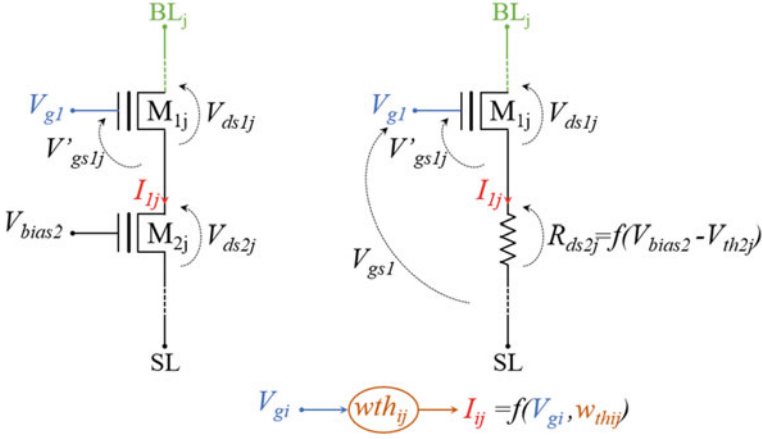 BLj
Vg1
M1j
Vds1j
V'gs1j
I1j
Vbias2
M2j
Vds2j
SL
BLj
Vg1
M1j
Vds1j
V'gs1j
I1j
Rds2j=f(Vbias2 -Vth2j)
Vgs1
SL
Vgi wthij Iij =f(Vgi,wthij)